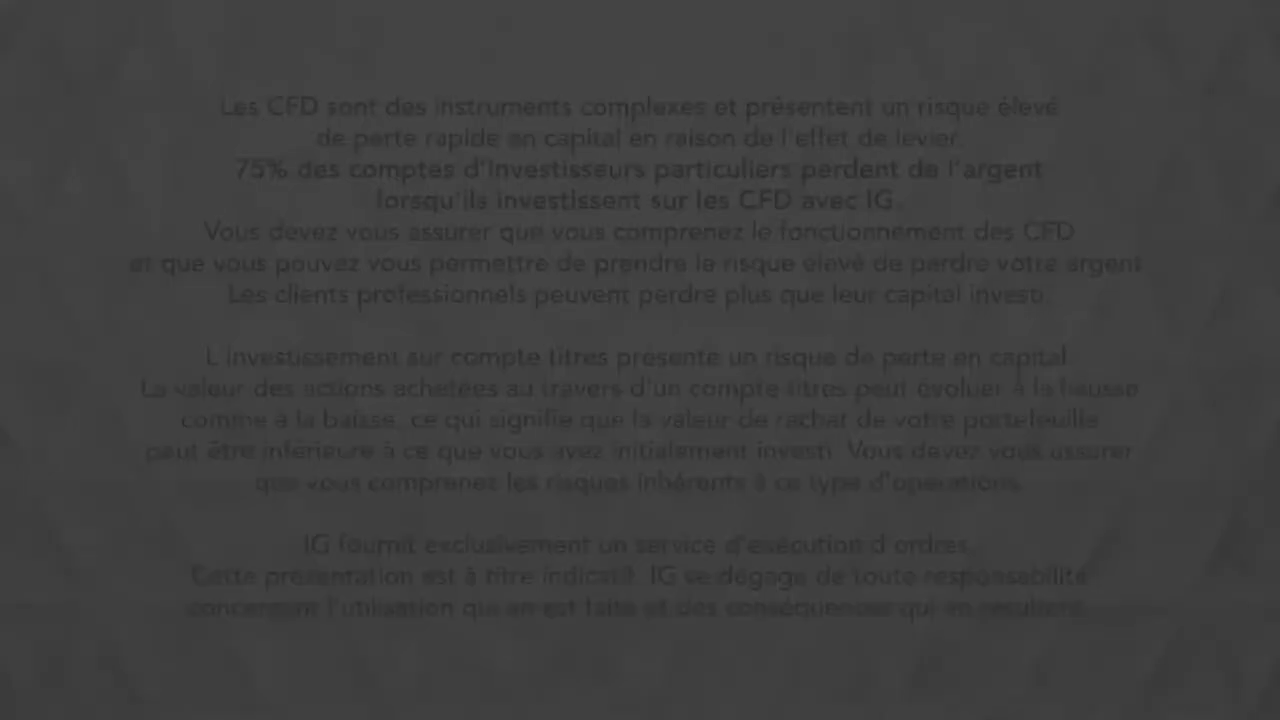 Les CFD sont des instruments complexes et présentent un risque élevé
de perte rapide en capital en raison de l'effet de levier.
75% des comptes d'investisseurs particuliers perdent de l'argent
lorsqu'ils investissent sur les CFD avec IG.
Vous devez vous assurer que vous comprenez le fonctionnement des CFD
et que vous pouvez vous permettre de prendre le risque élevé de perdre votre argent.
Les clients professionnels peuvent perdre plus que leur capital investi.
L'investissement sur compte titres présente un risque de perte en capital.
La valeur des actions achetées au travers d'un compte titres peut évoluer à la hausse
comme à la baisse, ce qui signifie que la valeur de rachat de votre portefeuille
peut être inférieure à ce que vous avez initialement investi. Vous devez vous assurer
que vous comprenez les risques inhérents à ce type d'opérations.
IG fournit exclusivement un service d'exécution d'ordres.
Cette présentation est à titre indicatif. IG se dégage de toute responsabilité
concernant l'utilisation qui en est faite et des conséquences qui en résultent.